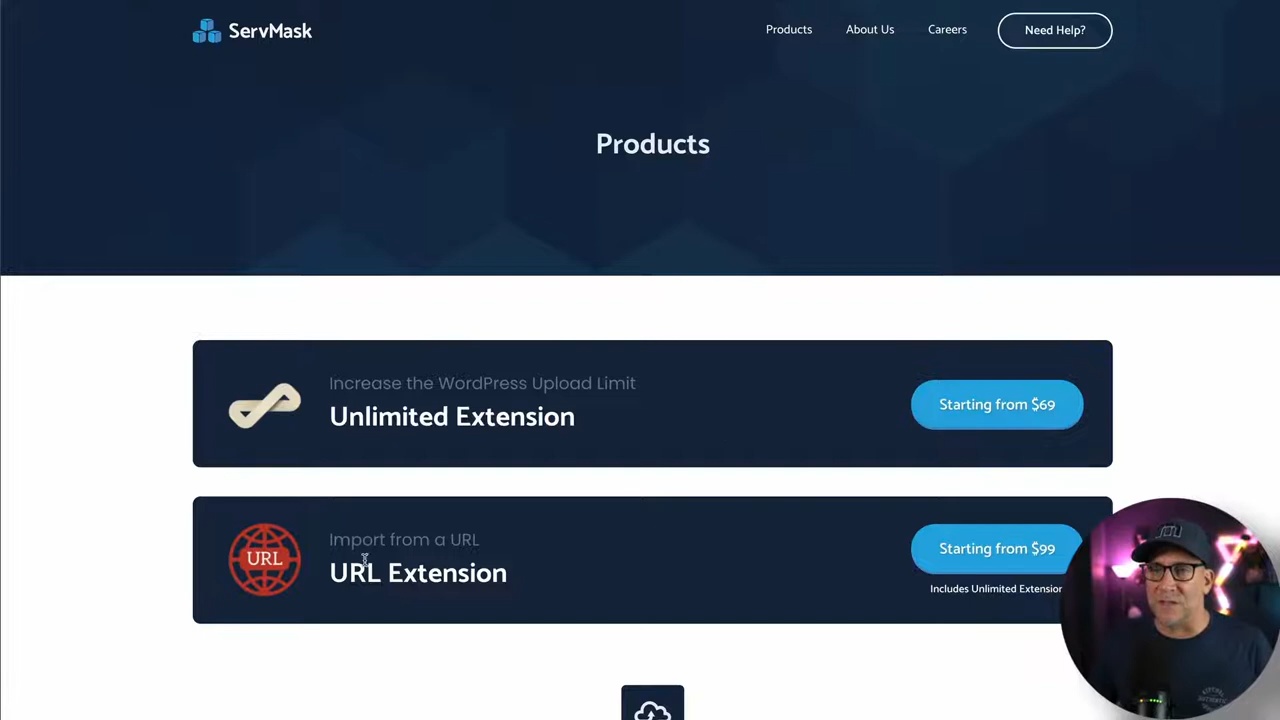 ServMask
Products
About Us
Careers
Need Help?
Products
Increase the WordPress Upload Limit
Unlimited Extension
Starting from $69
URL
Import from a URL
URL Extension
Starting from $99
Includes Unlimited Extension